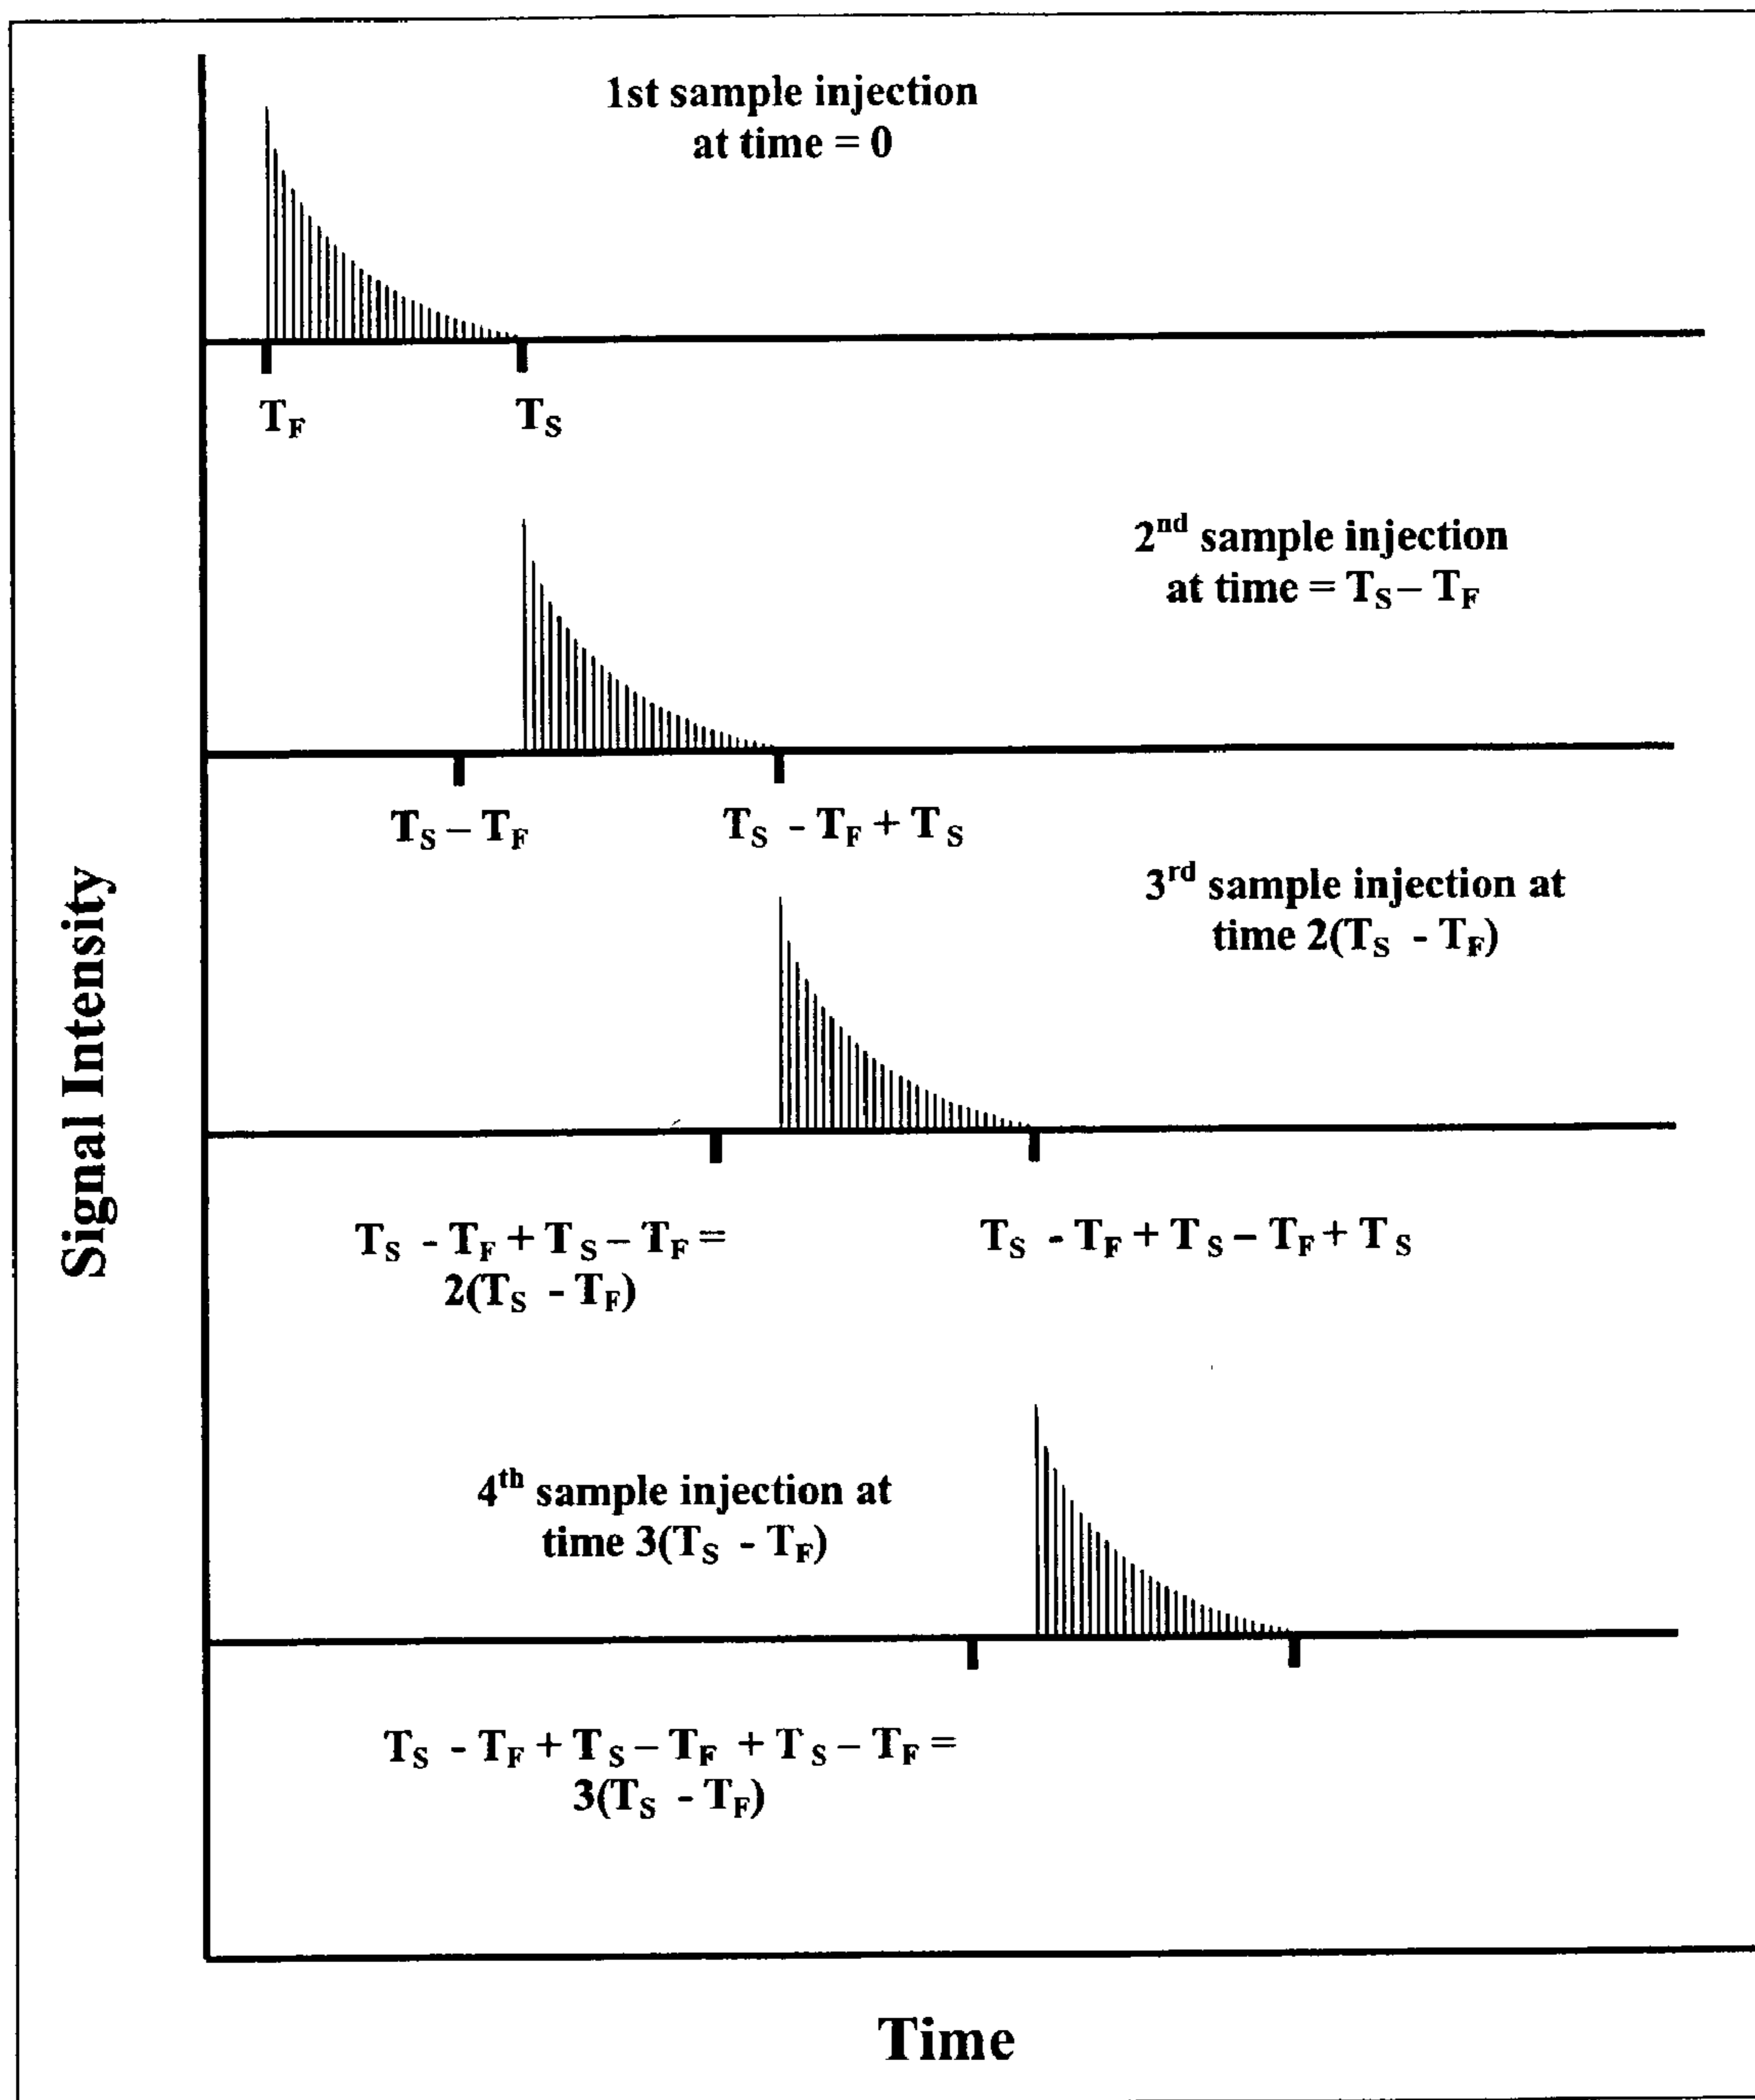 1st sample injection
at time = 0
T_F
T_S
2nd sample injection
at time = T_S – T_F
T_S – T_F
T_S - T_F + T_S
3rd sample injection at
time 2(T_S - T_F)
Signal Intensity
T_S - T_F + T_S – T_F =
2(T_S - T_F)
T_S - T_F + T_S – T_F + T_S
4th sample injection at
time 3(T_S - T_F)
T_S - T_F + T_S – T_F + T_S – T_F =
3(T_S - T_F)
Time